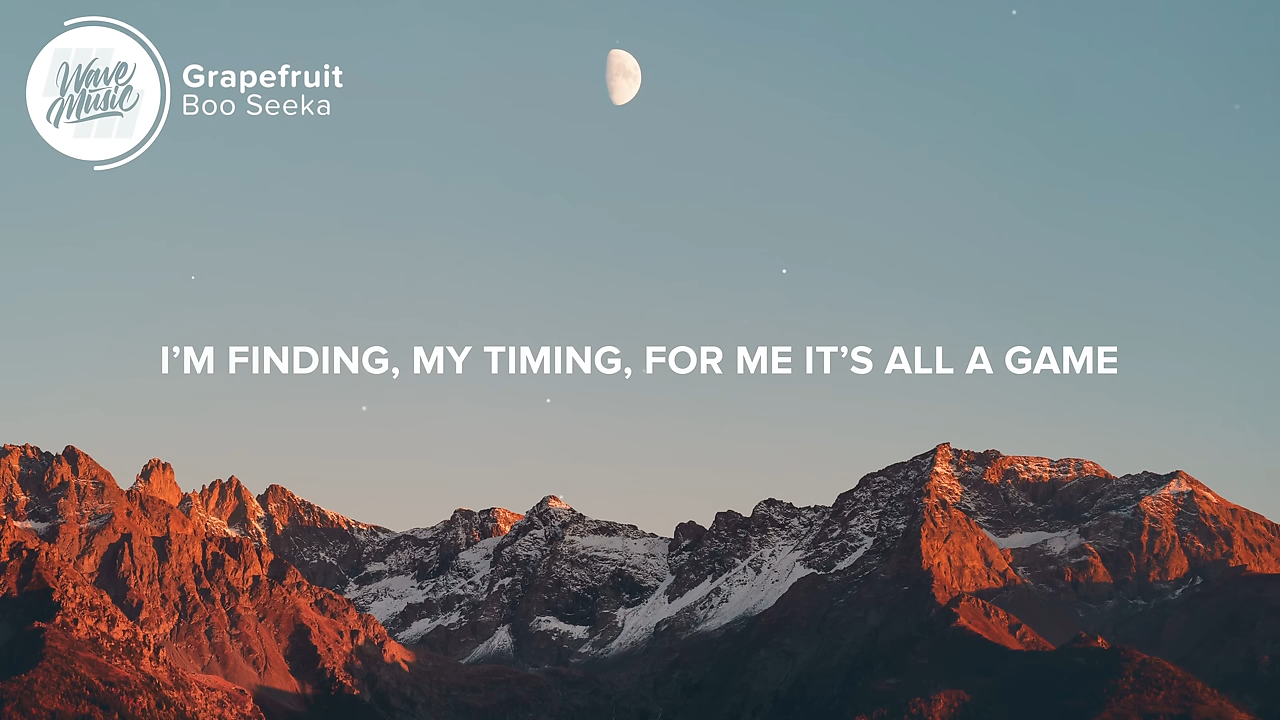 Wave
Music
Grapefruit
Boo Seeka
I’M FINDING, MY TIMING, FOR ME IT’S ALL A GAME